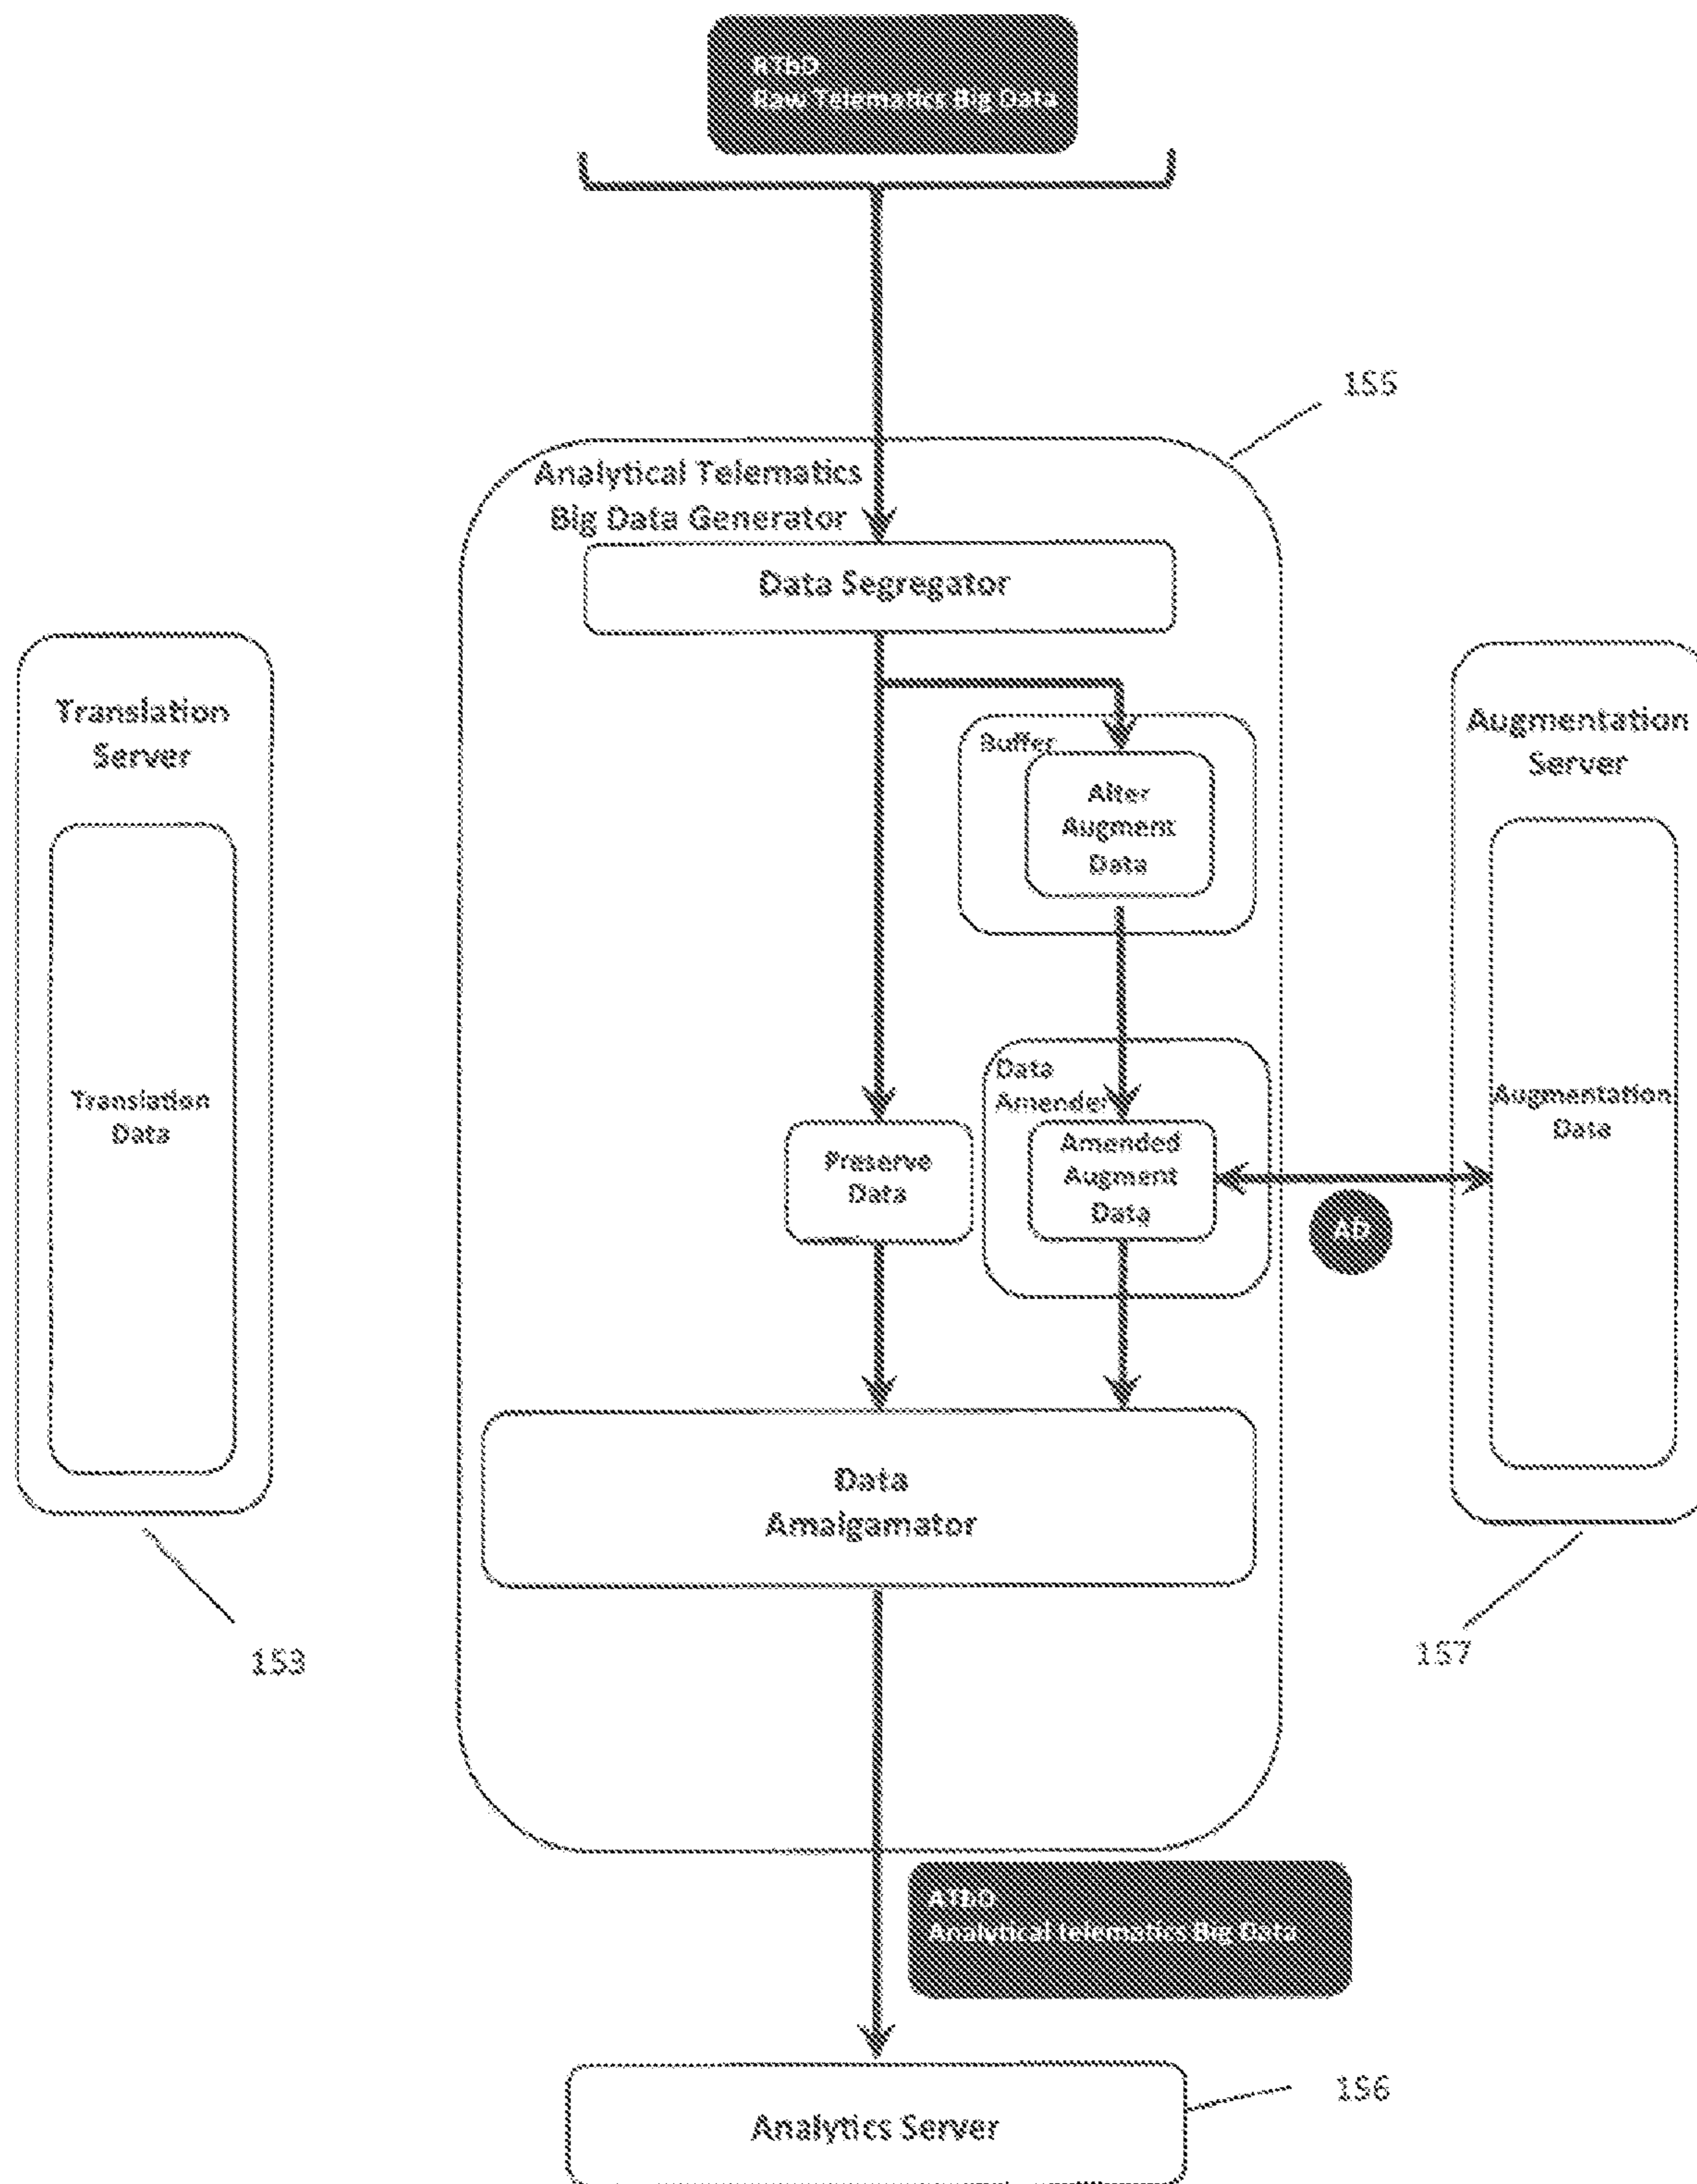 RTbD
Raw Telematics Big Data
155
Analytical Telematics
Big Data Generator
Data Segregator
Translation
Server
Augmentation
Server
Buffer
Alter
Augment
Data
Data
Amender
Translation
Data
Preserve
Data
Amended
Augment
Data
Augmentation
Data
AD
Data
Amalgamator
153
157
ATbD
Analytical telematics Big Data
156
Analytics Server